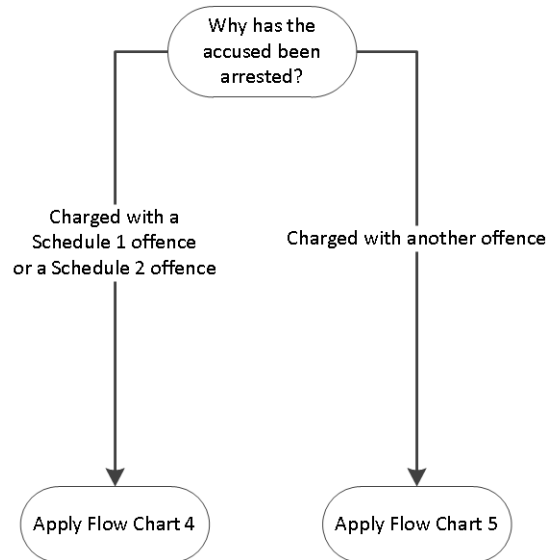 Why has the
accused been
arrested?
Charged with a
Schedule 1 offence
or a Schedule 2 offence
Charged with another offence
Apply Flow Chart 4
Apply Flow Chart 5